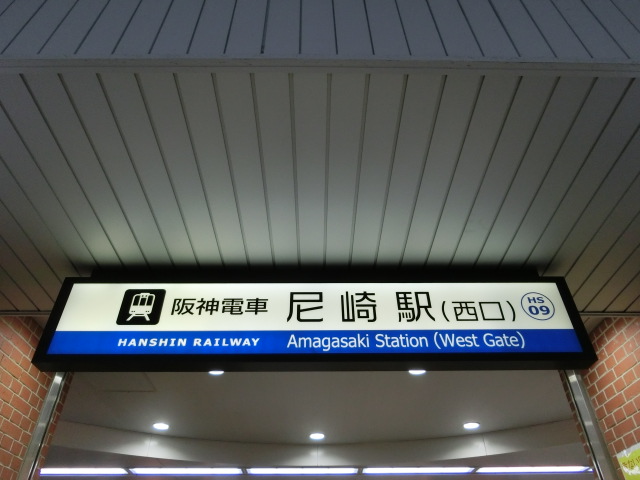 阪神電車 尼崎駅(西口) HS 09
HANSHIN RAILWAY Amagasaki Station (West Gate)